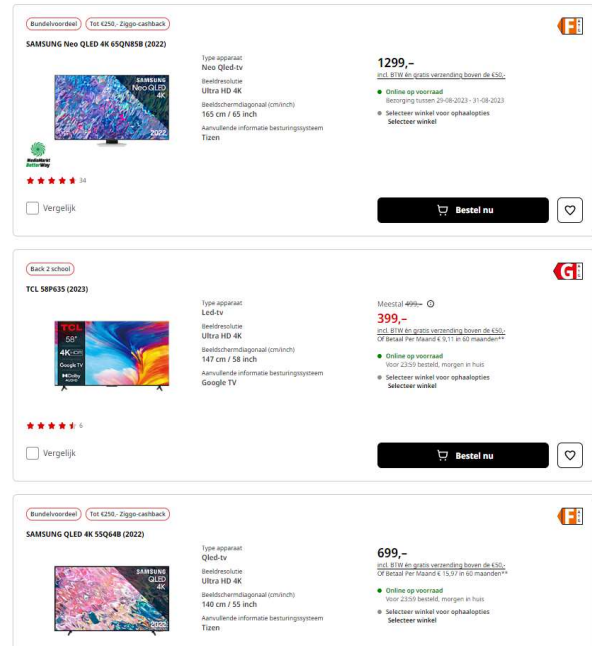 Bundelvoordeel Tot €250,- Ziggo-cashback
F
SAMSUNG Neo QLED 4K 65QN85B (2022)
SAMSUNG
Neo QLED
4K
2022
MediaMarkt
BetterWay
34
Type apparaat
Neo Qled-tv
Beeldresolutie
Ultra HD 4K
Beeldschermdiagonaal (cm/inch)
165 cm / 65 inch
Aanvullende informatie besturingssysteem
Tizen
1299,–
incl. BTW én gratis verzending boven de €50,-
Online op voorraad
Bezorging tussen 29-08-2023 - 31-08-2023
Selecteer winkel voor ophaalopties
Selecteer winkel
Vergelijk
Bestel nu
Back 2 school
G
TCL 58P635 (2023)
TCL
58"
4K HDR
Google TV
Dolby
AUDIO
6
Type apparaat
Led-tv
Beeldresolutie
Ultra HD 4K
Beeldschermdiagonaal (cm/inch)
147 cm / 58 inch
Aanvullende informatie besturingssysteem
Google TV
Meestal 499,–
399,–
incl. BTW én gratis verzending boven de €50,-
Of Betaal Per Maand € 9,11 in 60 maanden**
Online op voorraad
Voor 23:59 besteld, morgen in huis
Selecteer winkel voor ophaalopties
Selecteer winkel
Vergelijk
Bestel nu
Bundelvoordeel Tot €250,- Ziggo-cashback
F
SAMSUNG QLED 4K 55Q64B (2022)
SAMSUNG
QLED
4K
2022
Type apparaat
Qled-tv
Beeldresolutie
Ultra HD 4K
Beeldschermdiagonaal (cm/inch)
140 cm / 55 inch
Aanvullende informatie besturingssysteem
Tizen
699,–
incl. BTW én gratis verzending boven de €50,-
Of Betaal Per Maand € 15,97 in 60 maanden**
Online op voorraad
Voor 23:59 besteld, morgen in huis
Selecteer winkel voor ophaalopties
Selecteer winkel